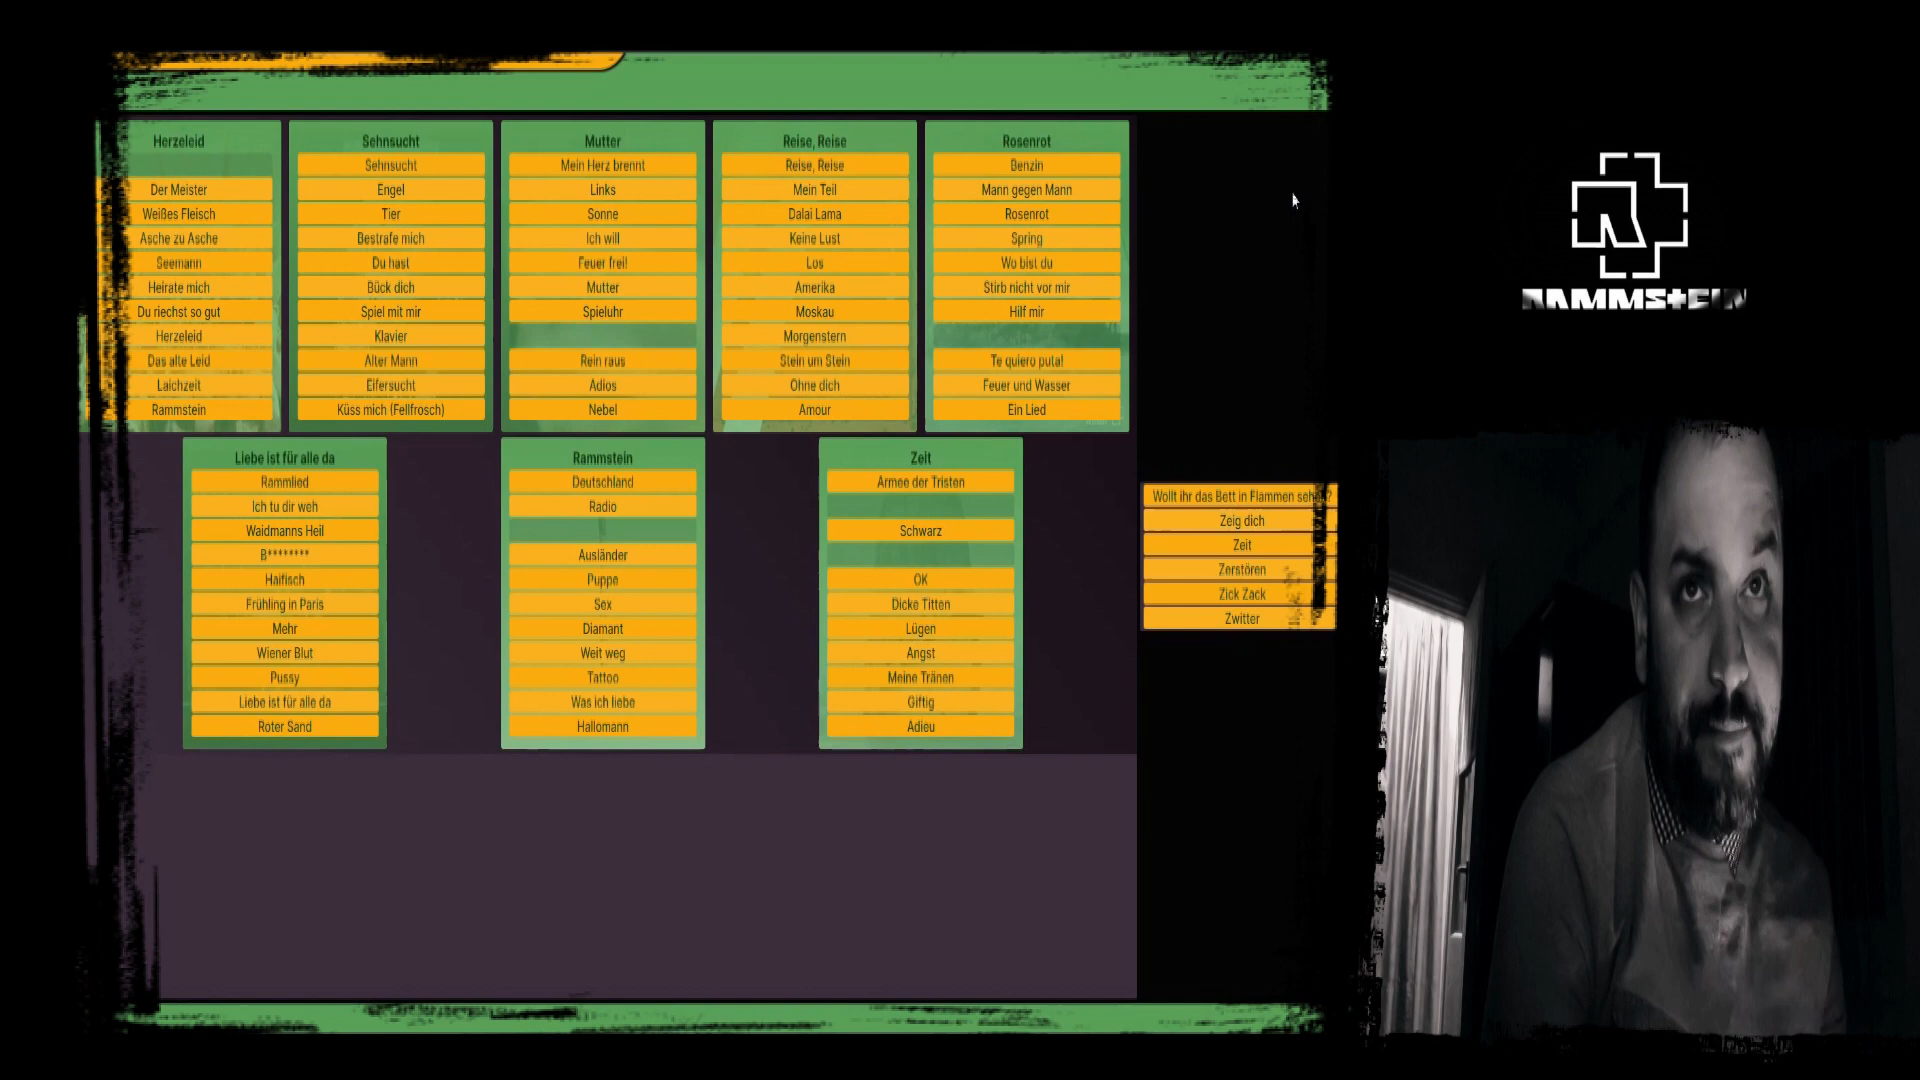 Herzeleid
Der Meister
Weißes Fleisch
Asche zu Asche
Seemann
Heirate mich
Du riechst so gut
Herzeleid
Das alte Leid
Laichzeit
Rammstein
Sehnsucht
Sehnsucht
Engel
Tier
Bestrafe mich
Du hast
Bück dich
Spiel mit mir
Klavier
Alter Mann
Eifersucht
Küss mich (Fellfrosch)
Mutter
Mein Herz brennt
Links
Sonne
Ich will
Feuer frei!
Mutter
Spieluhr
Rein raus
Adios
Nebel
Reise, Reise
Reise, Reise
Mein Teil
Dalai Lama
Keine Lust
Los
Amerika
Moskau
Morgenstern
Stein um Stein
Ohne dich
Amour
Rosenrot
Benzin
Mann gegen Mann
Rosenrot
Spring
Wo bist du
Stirb nicht vor mir
Hilf mir
Te quiero puta!
Feuer und Wasser
Ein Lied
Liebe ist für alle da
Rammlied
Ich tu dir weh
Waidmanns Heil
B********
Haifisch
Frühling in Paris
Mehr
Wiener Blut
Pussy
Liebe ist für alle da
Roter Sand
Rammstein
Deutschland
Radio
Ausländer
Puppe
Sex
Diamant
Weit weg
Tattoo
Was ich liebe
Hallomann
Zeit
Armee der Tristen
Schwarz
OK
Dicke Titten
Lügen
Angst
Meine Tränen
Giftig
Adieu
Wollt ihr das Bett in Flammen sehen?
Zeig dich
Zeit
Zerstören
Zick Zack
Zwitter
RAMMSTEIN